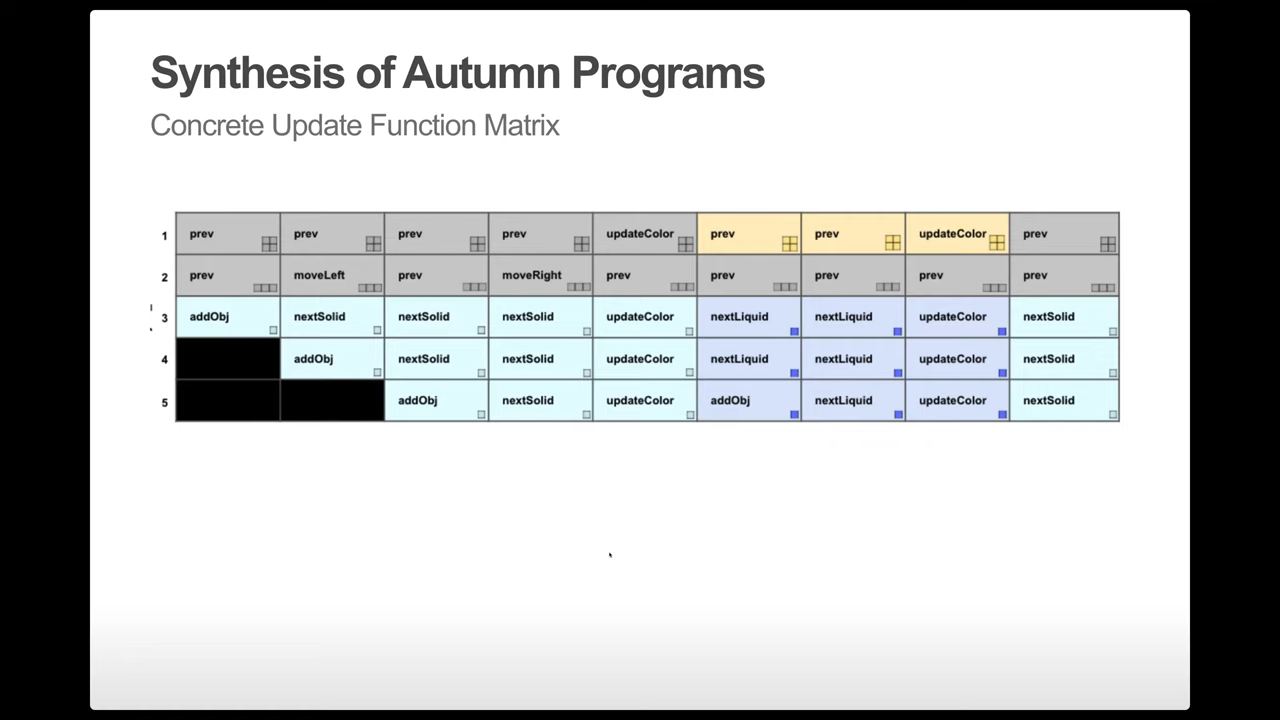 Synthesis of Autumn Programs
Concrete Update Function Matrix
1 prev prev prev prev updateColor prev prev updateColor prev
2 prev moveLeft prev moveRight prev prev prev prev prev
3 addObj nextSolid nextSolid nextSolid updateColor nextLiquid nextLiquid updateColor nextSolid
4 addObj nextSolid nextSolid updateColor nextLiquid nextLiquid updateColor nextSolid
5 addObj nextSolid updateColor addObj nextLiquid updateColor nextSolid